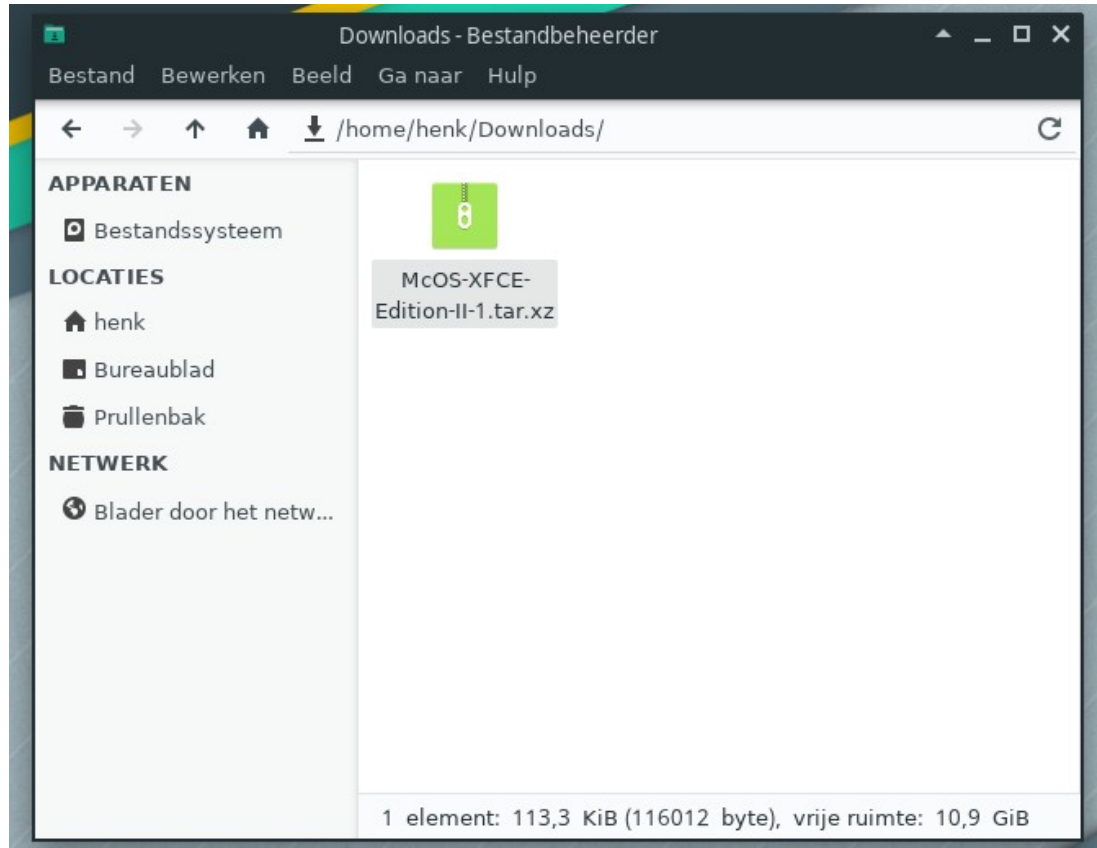 Downloads - Bestandbeheerder
Bestand Bewerken Beeld Ga naar Hulp
/home/henk/Downloads/
APPARATEN
Bestandssysteem
LOCATIES
henk
Bureaublad
Prullenbak
NETWERK
Blader door het netw...
McOS-XFCE-
Edition-II-1.tar.xz
1 element: 113,3 KiB (116012 byte), vrije ruimte: 10,9 GiB